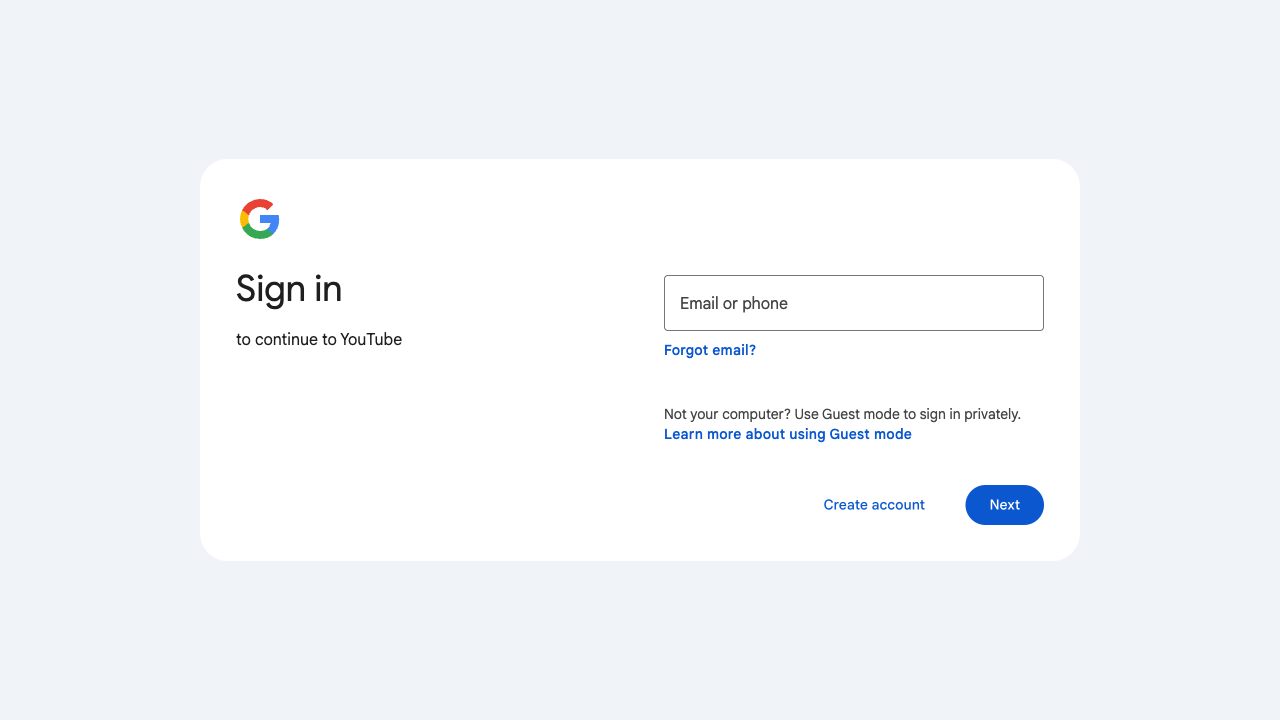 Sign in
to continue to YouTube
Email or phone
Forgot email?
Not your computer? Use Guest mode to sign in privately.
Learn more about using Guest mode
Create account
Next